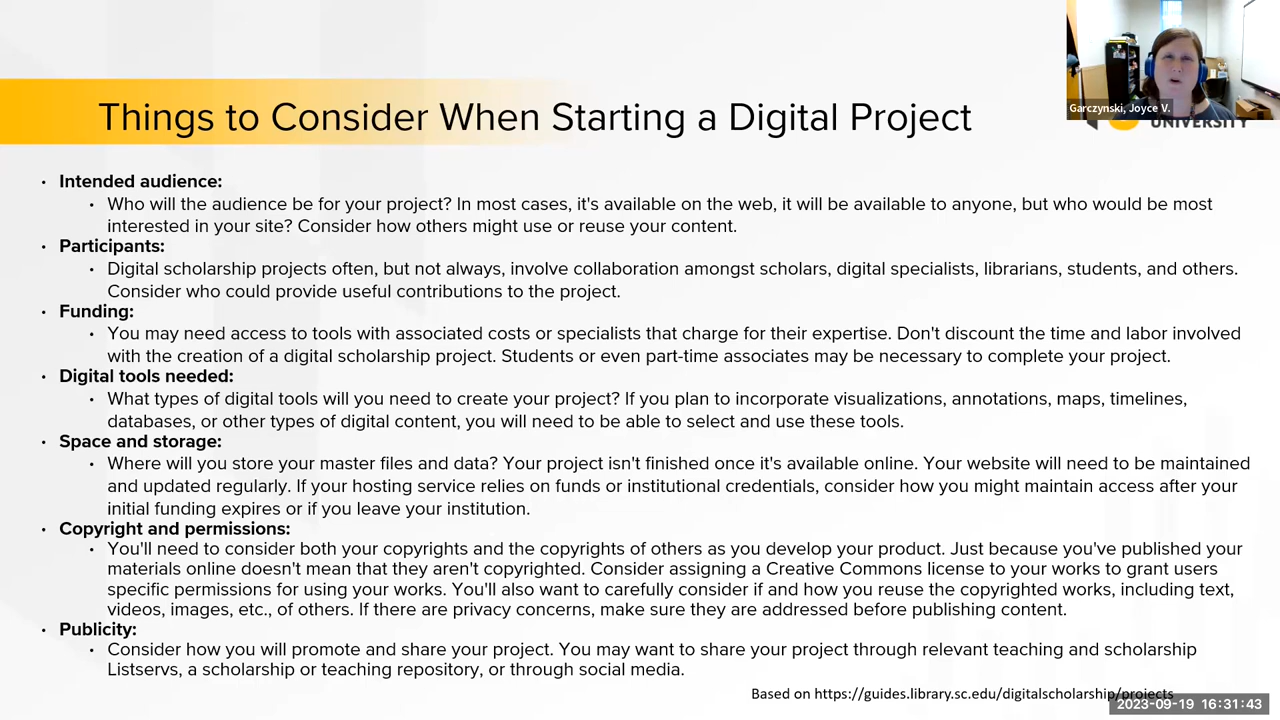 Garczynski, Joyce V.
UNIVERSITY
Things to Consider When Starting a Digital Project
• Intended audience:
• Who will the audience be for your project? In most cases, it's available on the web, it will be available to anyone, but who would be most
interested in your site? Consider how others might use or reuse your content.
• Participants:
• Digital scholarship projects often, but not always, involve collaboration amongst scholars, digital specialists, librarians, students, and others.
Consider who could provide useful contributions to the project.
• Funding:
• You may need access to tools with associated costs or specialists that charge for their expertise. Don't discount the time and labor involved
with the creation of a digital scholarship project. Students or even part-time associates may be necessary to complete your project.
• Digital tools needed:
• What types of digital tools will you need to create your project? If you plan to incorporate visualizations, annotations, maps, timelines,
databases, or other types of digital content, you will need to be able to select and use these tools.
• Space and storage:
• Where will you store your master files and data? Your project isn't finished once it's available online. Your website will need to be maintained
and updated regularly. If your hosting service relies on funds or institutional credentials, consider how you might maintain access after your
initial funding expires or if you leave your institution.
• Copyright and permissions:
• You'll need to consider both your copyrights and the copyrights of others as you develop your product. Just because you've published your
materials online doesn't mean that they aren't copyrighted. Consider assigning a Creative Commons license to your works to grant users
specific permissions for using your works. You'll also want to carefully consider if and how you reuse the copyrighted works, including text,
videos, images, etc., of others. If there are privacy concerns, make sure they are addressed before publishing content.
• Publicity:
• Consider how you will promote and share your project. You may want to share your project through relevant teaching and scholarship
Listservs, a scholarship or teaching repository, or through social media.
Based on https://guides.library.sc.edu/digitalscholarship/projects
2023-09-19 16:31:43